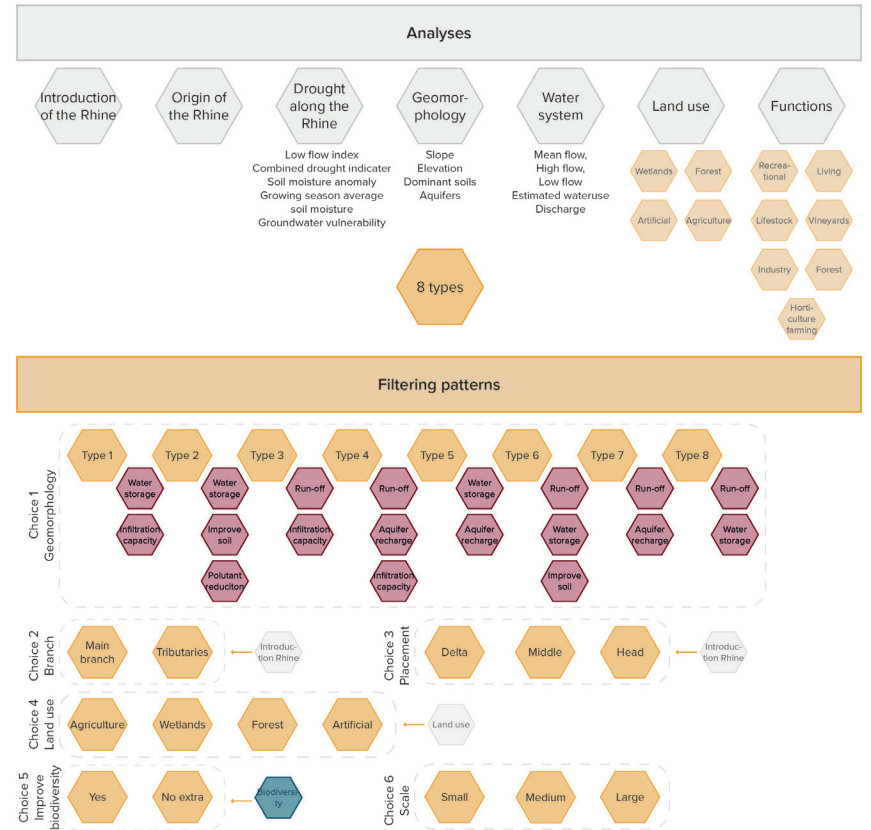 Analyses
Introduction
of the Rhine
Origin of
the Rhine
Drought
along the
Rhine
Geomor-
phology
Water
system
Land use
Functions
Low flow index
Combined drought indicater
Soil moisture anomaly
Growing season average
soil moisture
Groundwater vulnerability
Slope
Elevation
Dominant soils
Aquifers
Mean flow,
High flow,
Low flow
Estimated wateruse
Discharge
Wetlands
Forest
Artificial
Agriculture
Recrea-
tional
Living
Lifestock
Vineyards
Industry
Forest
Horti-
culture
farming
8 types
Filtering patterns
Choice 1
Geomorphology
Type 1
Type 2
Type 3
Type 4
Type 5
Type 6
Type 7
Type 8
Water
storage
Water
storage
Run-off
Run-off
Water
storage
Run-off
Run-off
Run-off
Infiltration
capacity
Improve
soil
Infiltration
capacity
Aquifer
recharge
Aquifer
recharge
Water
storage
Aquifer
recharge
Water
storage
Polutant
reduciton
Infiltration
capacity
Improve
soil
Choice 2
Branch
Main
branch
Tributaries
Introduc-
tion Rhine
Choice 3
Placement
Delta
Middle
Head
Introduc-
tion Rhine
Choice 4
Land use
Agriculture
Wetlands
Forest
Artificial
Land use
Choice 5
Improve
biodiversity
Yes
No extra
Biodiversi-
ty
Choice 6
Scale
Small
Medium
Large